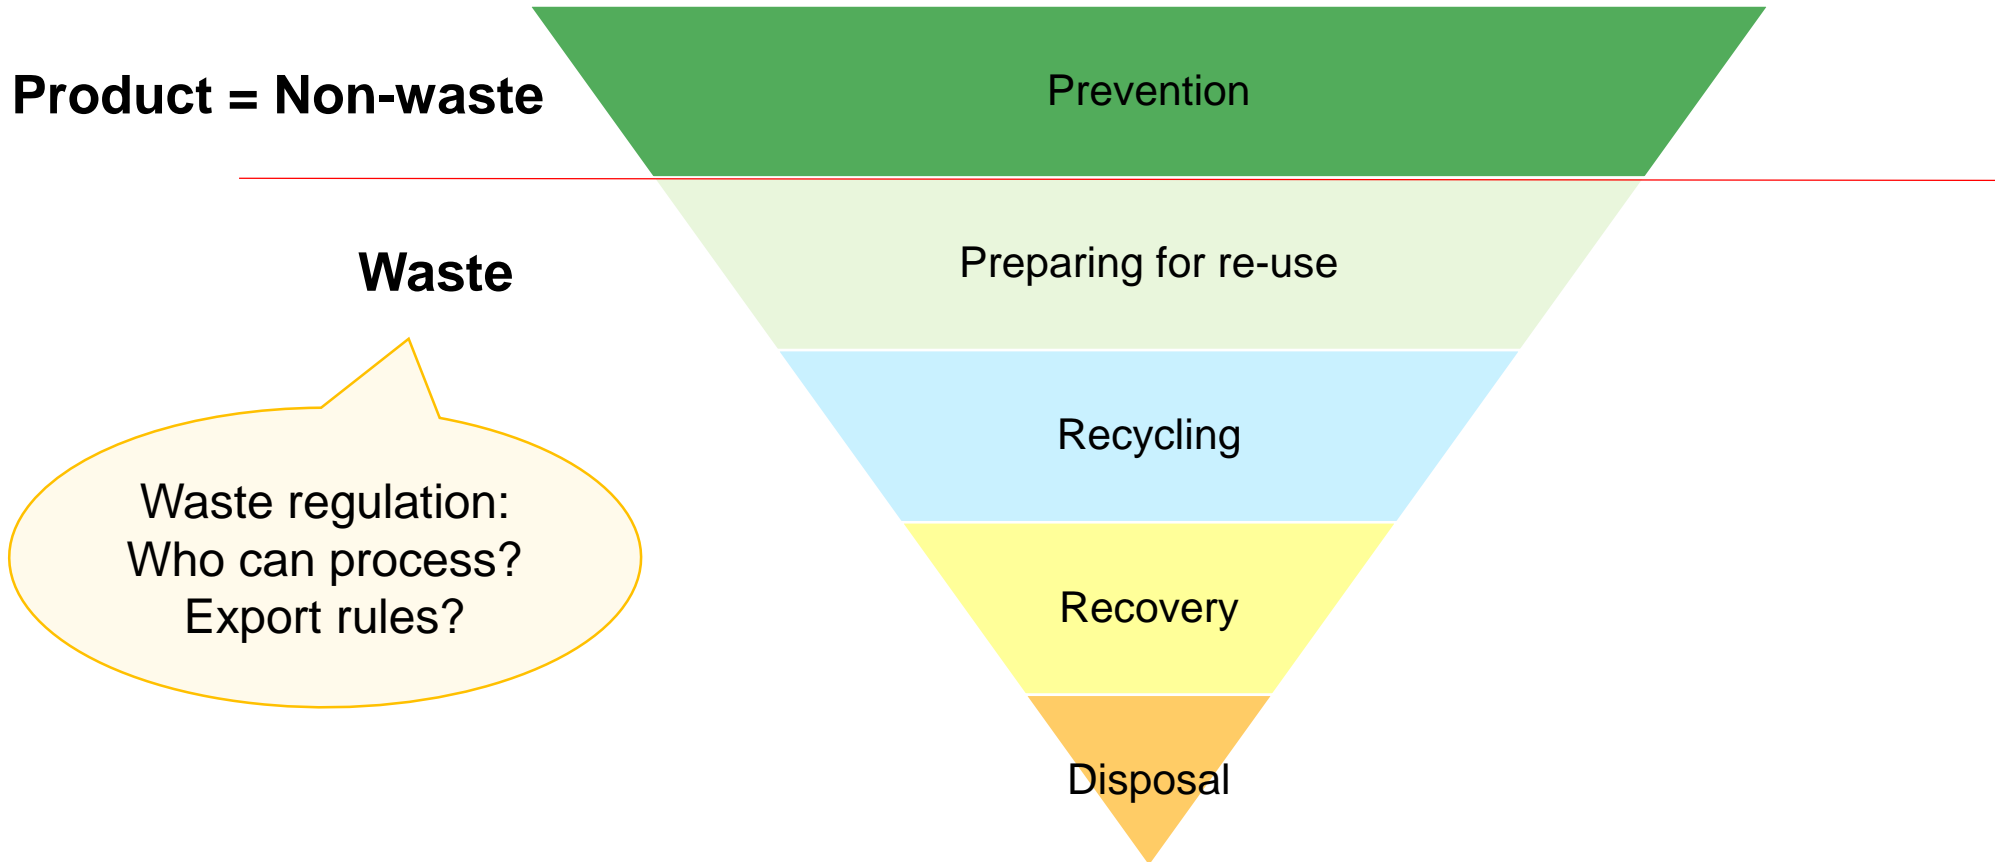 Product = Non-waste
Prevention
Waste
Preparing for re-use
Recycling
Waste regulation:
Who can process?
Export rules?
Recovery
Disposal